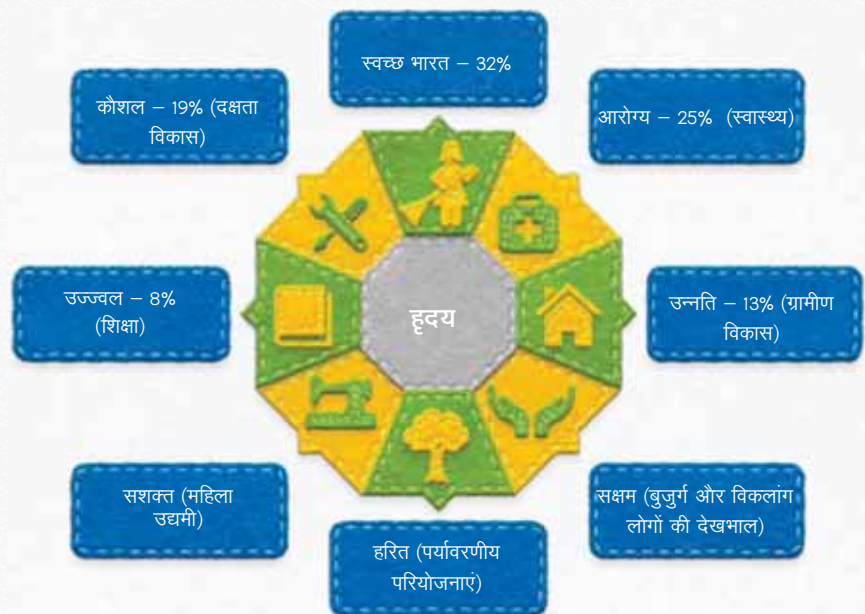 स्वच्छ भारत – 32%
कौशल – 19% (दक्षता
विकास)
आरोग्य – 25% (स्वास्थ्य)
उज्ज्वल – 8%
(शिक्षा)
हृदय
उन्नति – 13% (ग्रामीण
विकास)
सशक्त (महिला
उद्यमी)
हरित (पर्यावरणीय
परियोजनाएं)
सक्षम (बुजुर्ग और विकलांग
लोगों की देखभाल)